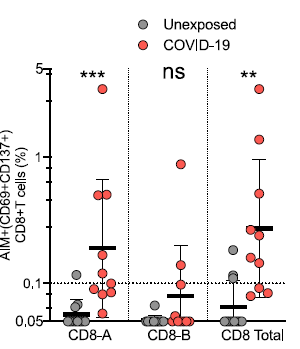 Unexposed
COVID-19
AIM+(CD69+CD137+)
CD8+T cells (%)
5
1
0.1
0.05
***
ns
**
CD8-A
CD8-B
CD8 Total